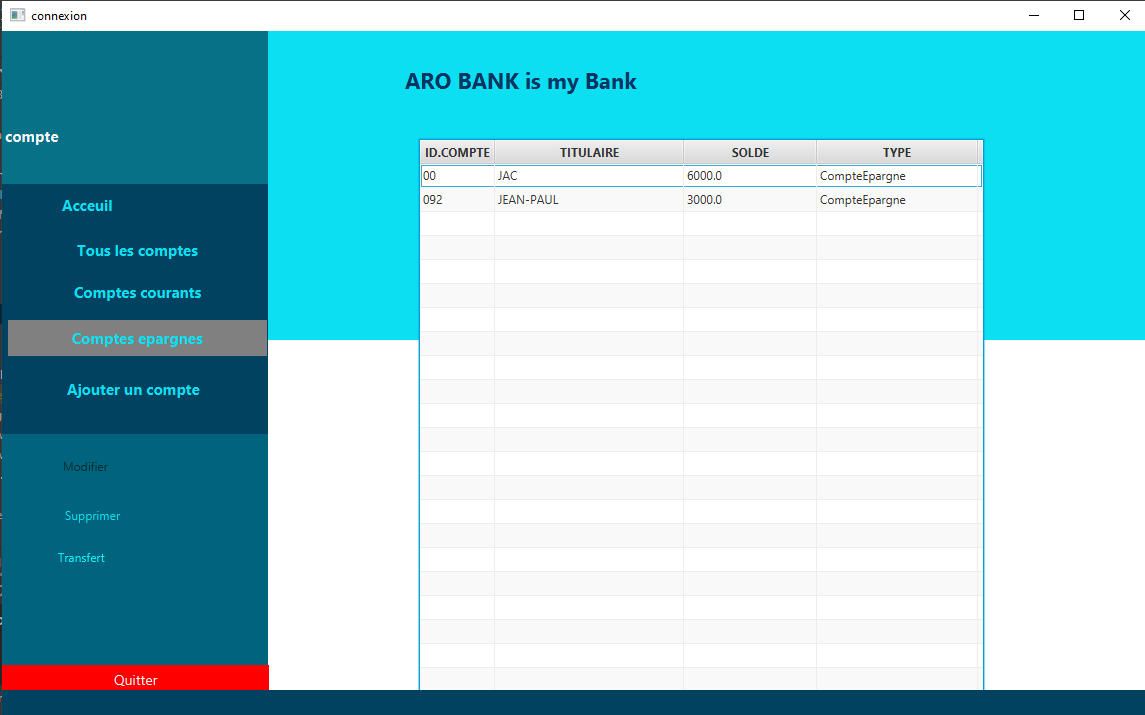 connexion
ARO BANK is my Bank
compte
Acceuil
Tous les comptes
Comptes courants
Comptes epargnes
Ajouter un compte
Modifier
Supprimer
Transfert
Quitter
ID.COMPTE TITULAIRE SOLDE TYPE
00 JAC 6000.0 CompteEpargne
092 JEAN-PAUL 3000.0 CompteEpargne